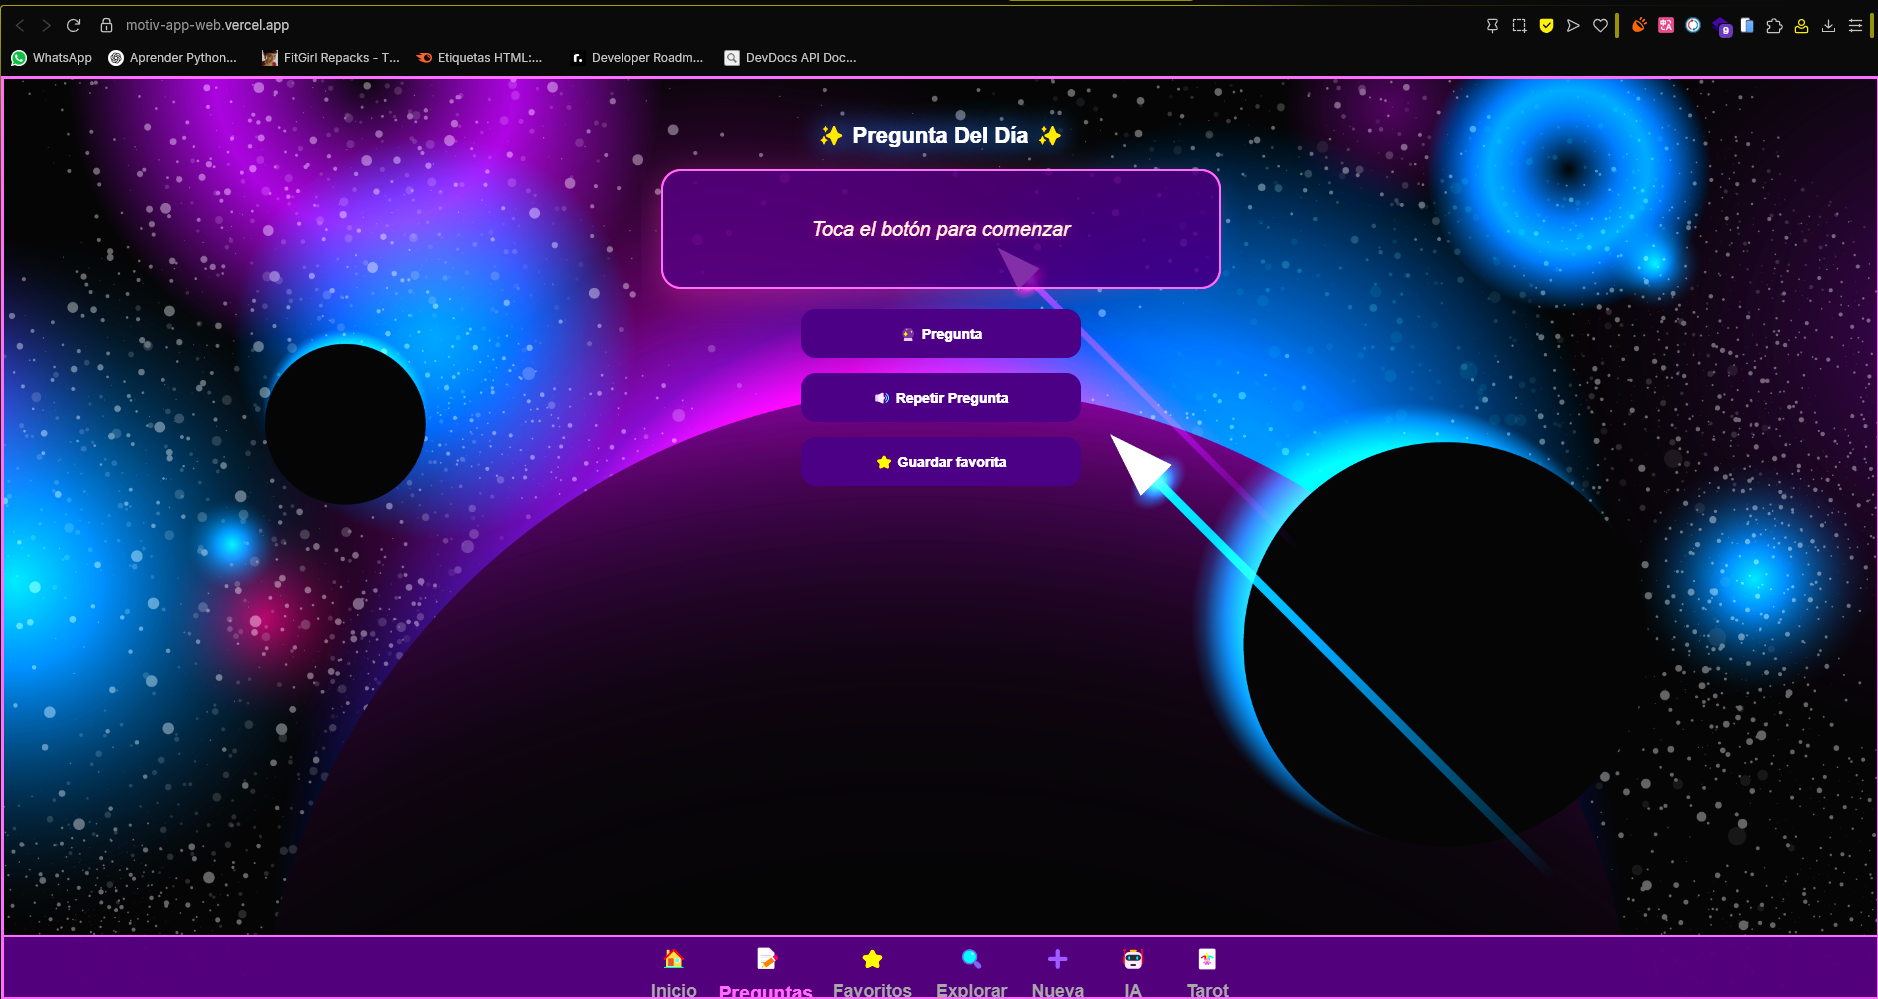 motiv-app-web.vercel.app
9
WhatsApp
Aprender Python...
FitGirl Repacks - T...
Etiquetas HTML:...
r.
Developer Roadm...
DevDocs API Doc...
✨ Pregunta Del Día ✨
Toca el botón para comenzar
🔮 Pregunta
🔊 Repetir Pregunta
⭐ Guardar favorita
Inicio
Preguntas
Favoritos
Explorar
Nueva
IA
Tarot